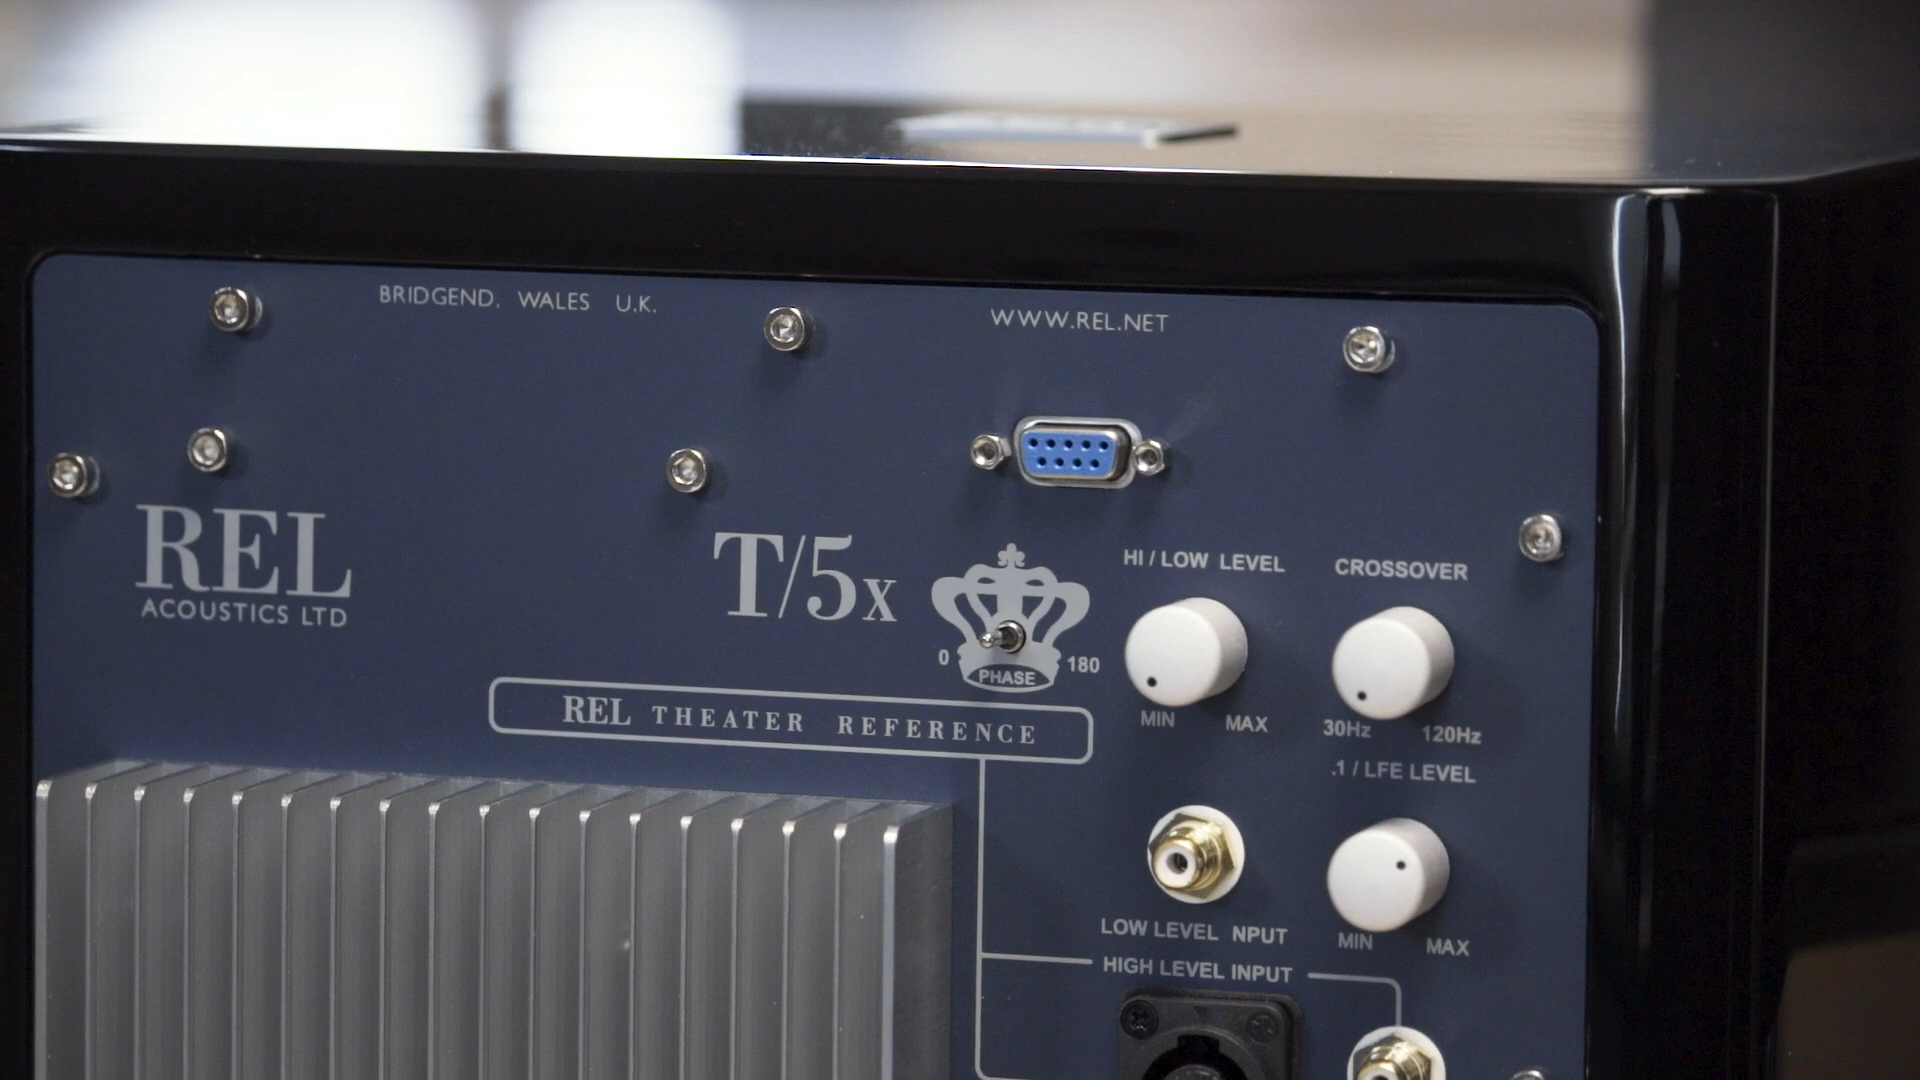 BRIDGEND, WALES U.K.
WWW.REL.NET
REL
ACOUSTICS LTD
T/5x
0
180
PHASE
HI / LOW LEVEL
MIN
MAX
CROSSOVER
30Hz
120Hz
REL THEATER REFERENCE
.1 / LFE LEVEL
MIN
MAX
LOW LEVEL NPUT
HIGH LEVEL INPUT